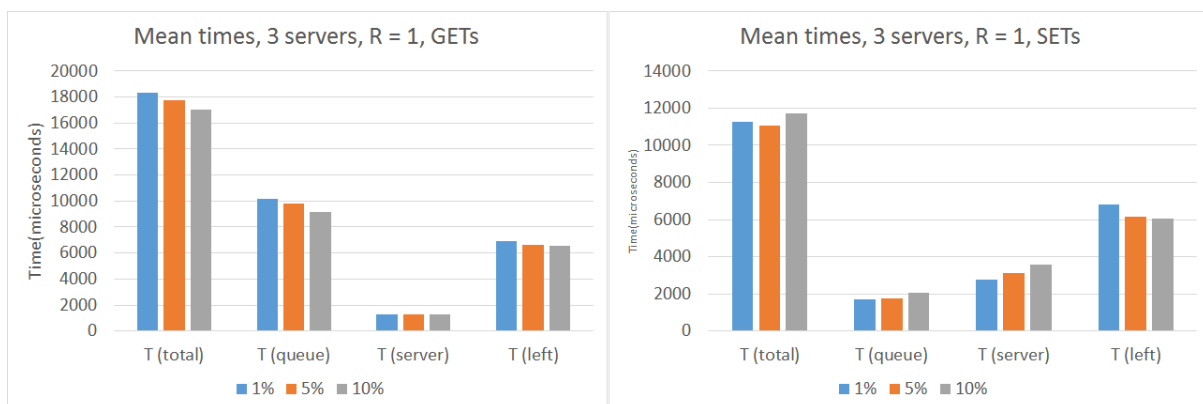 Mean times, 3 servers, R = 1, GETs
Time(microseconds)
20000
18000
16000
14000
12000
10000
8000
6000
4000
2000
0
T (total) T (queue) T (server) T (left)
1% 5% 10%
Mean times, 3 servers, R = 1, SETs
Time(microseconds)
14000
12000
10000
8000
6000
4000
2000
0
T (total) T (queue) T (server) T (left)
1% 5% 10%